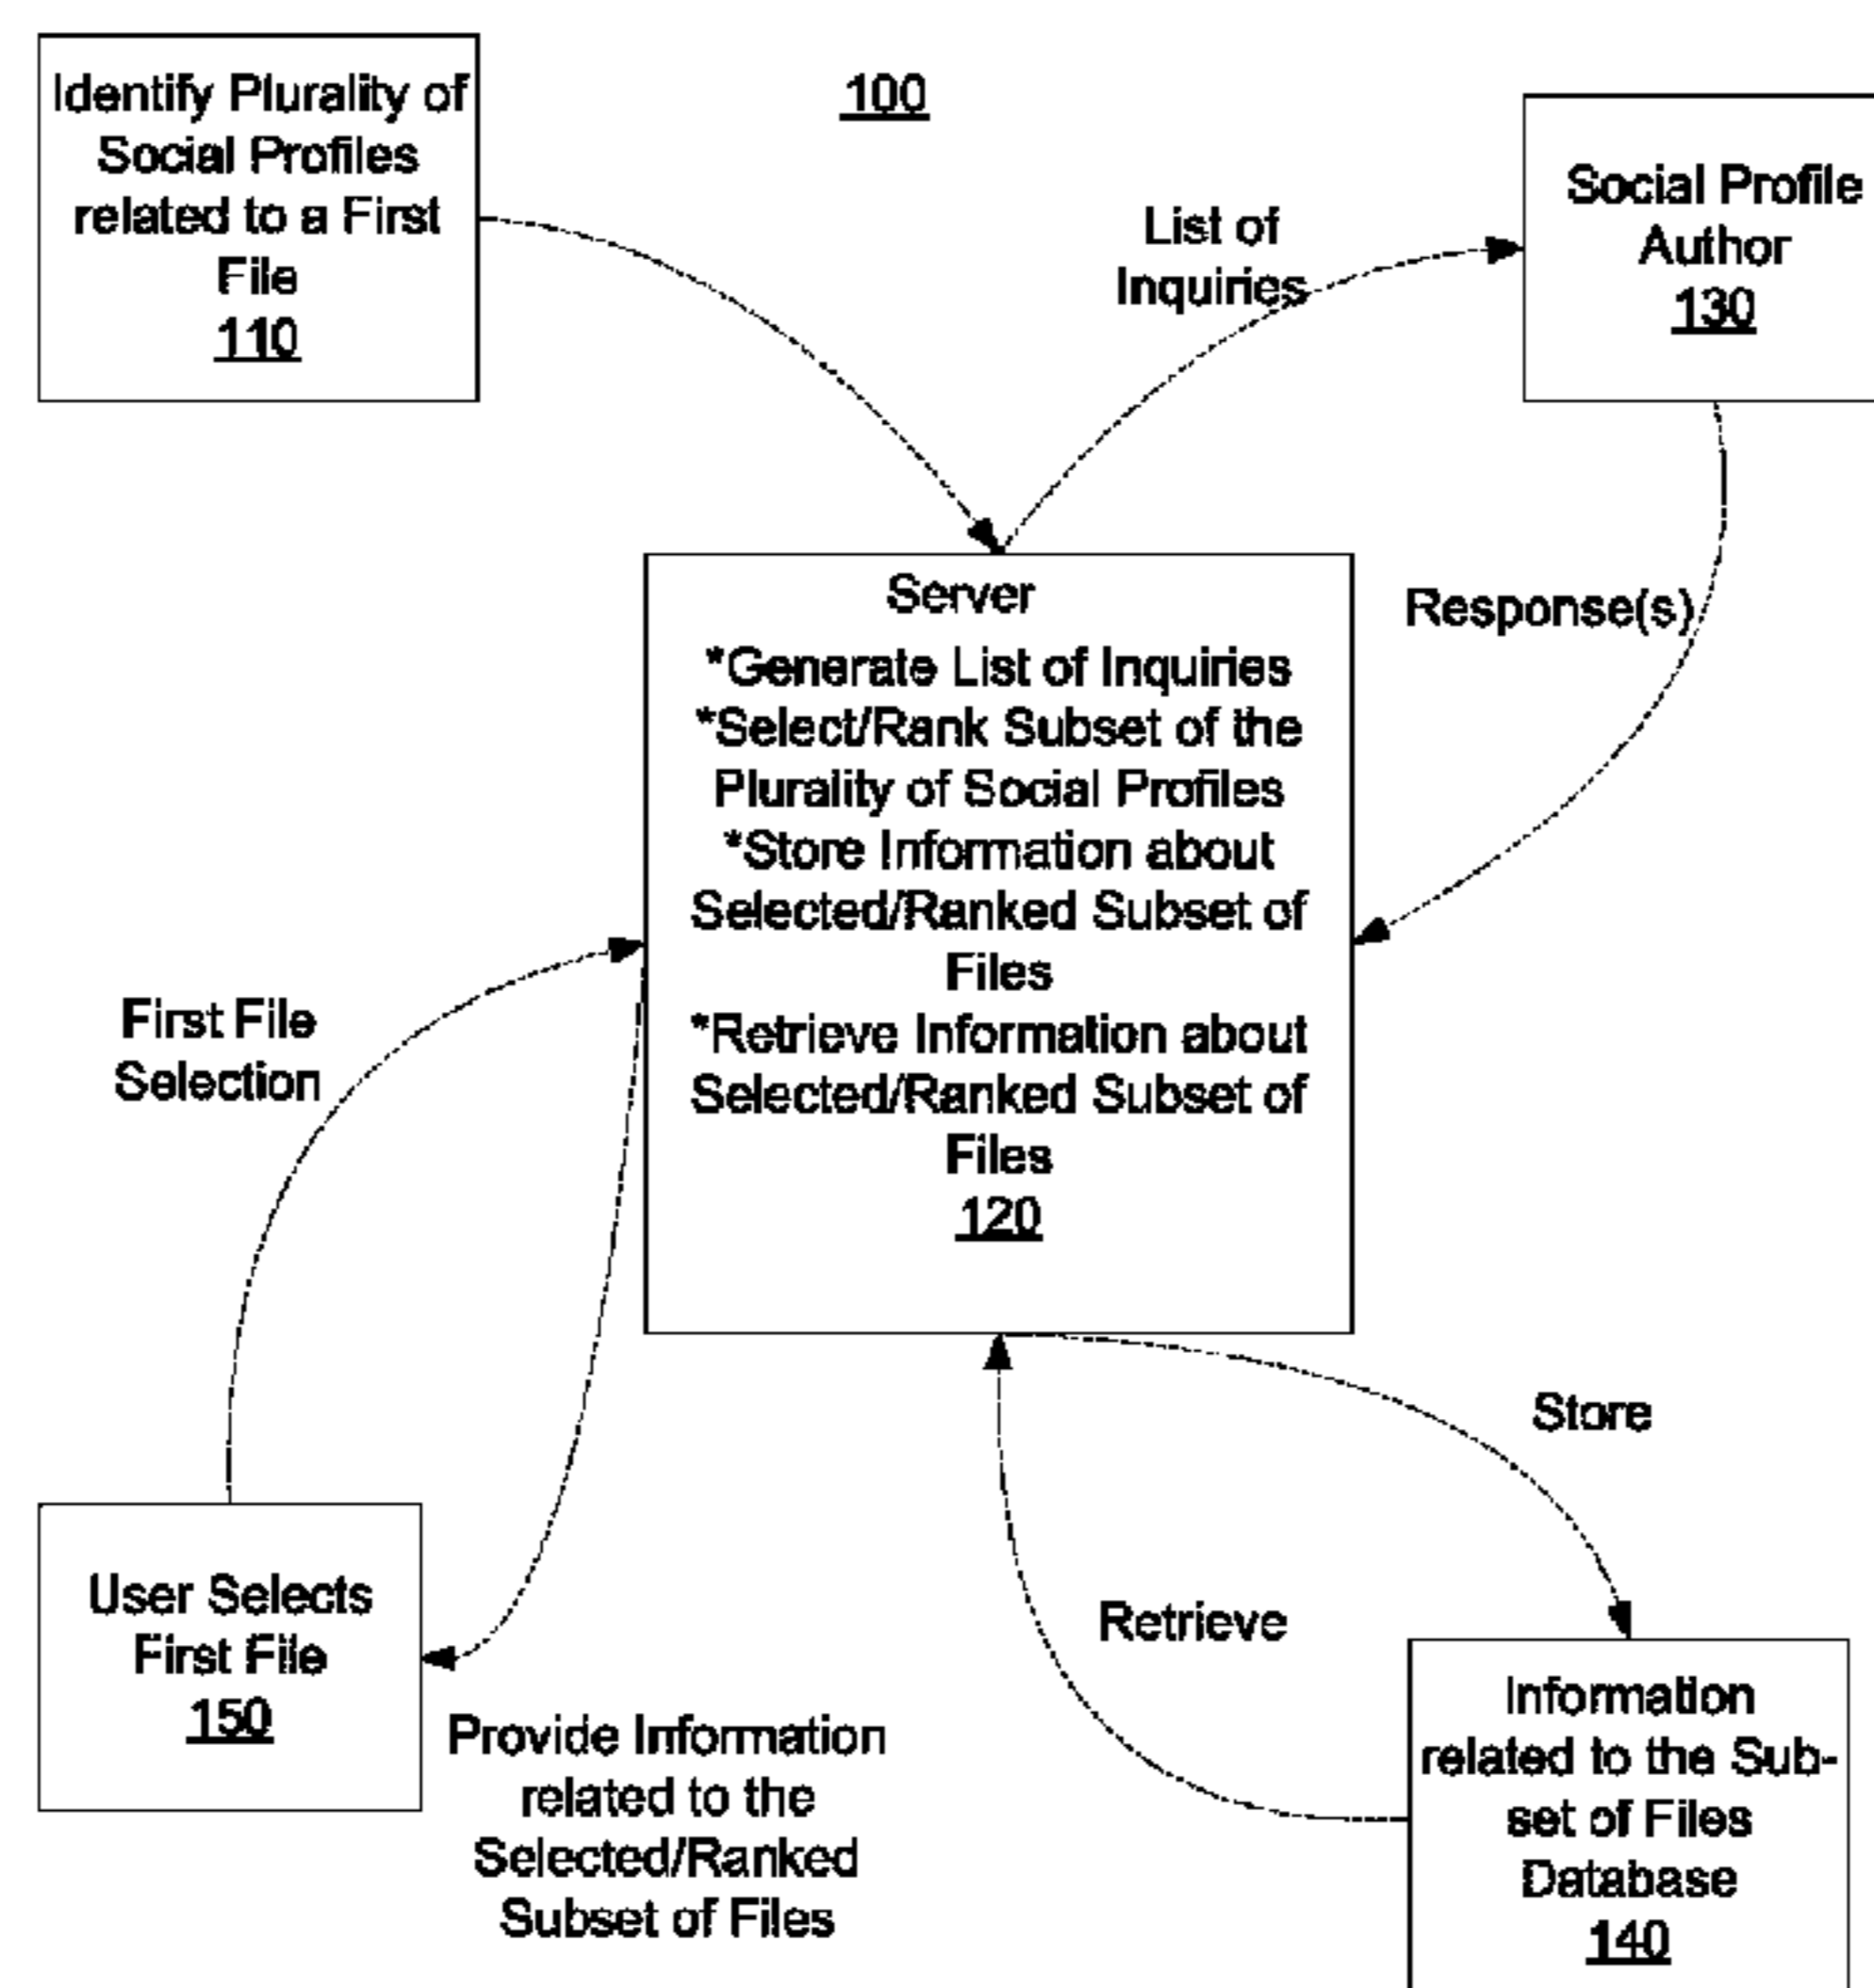 Identify Plurality of
Social Profiles
related to a First
File
110
100
List of
Inquiries
Social Profile
Author
130
Response(s)
Server
*Generate List of Inquiries
*Select/Rank Subset of the
Plurality of Social Profiles
*Store Information about
Selected/Ranked Subset of
Files
*Retrieve Information about
Selected/Ranked Subset of
Files
120
First File
Selection
User Selects
First File
150
Provide Information
related to the
Selected/Ranked
Subset of Files
Store
Retrieve
Information
related to the Sub-
set of Files
Database
140